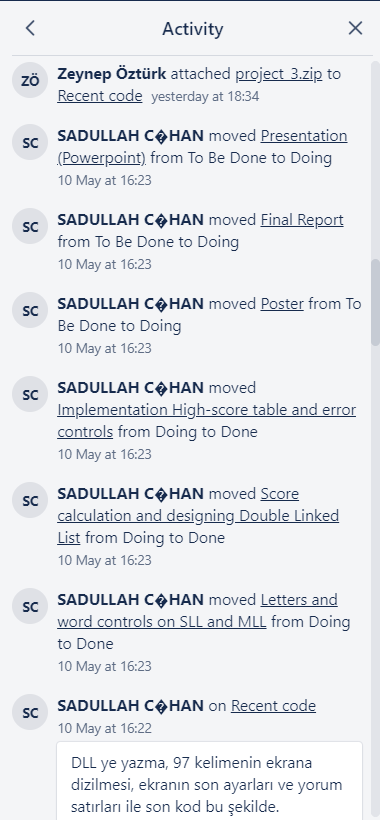 Activity
ZÖ
Zeynep Öztürk attached project_3.zip to
Recent code yesterday at 18:34
SC
SADULLAH C�HAN moved Presentation
(Powerpoint) from To Be Done to Doing
10 May at 16:23
SC
SADULLAH C�HAN moved Final Report
from To Be Done to Doing
10 May at 16:23
SC
SADULLAH C�HAN moved Poster from To
Be Done to Doing
10 May at 16:23
SC
SADULLAH C�HAN moved
Implementation High-score table and error
controls from Doing to Done
10 May at 16:23
SC
SADULLAH C�HAN moved Score
calculation and designing Double Linked
List from Doing to Done
10 May at 16:23
SC
SADULLAH C�HAN moved Letters and
word controls on SLL and MLL from Doing
to Done
10 May at 16:23
SC
SADULLAH C�HAN on Recent code
10 May at 16:22
DLL ye yazma, 97 kelimenin ekrana
dizilmesi, ekranın son ayarları ve yorum
satırları ile son kod bu şekilde.